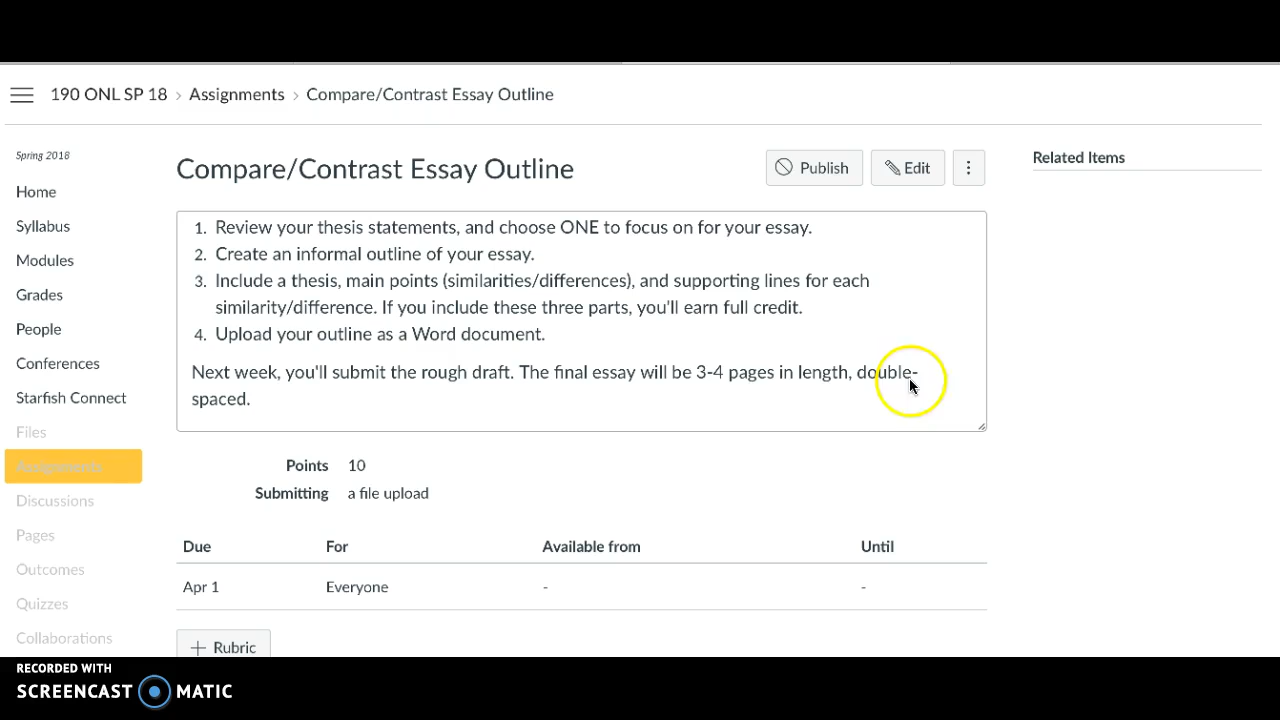 190 ONL SP 18 › Assignments › Compare/Contrast Essay Outline
Spring 2018
Home
Syllabus
Modules
Grades
People
Conferences
Starfish Connect
Files
Assignments
Discussions
Pages
Outcomes
Quizzes
Collaborations
Compare/Contrast Essay Outline
Publish
Edit
Related Items
1. Review your thesis statements, and choose ONE to focus on for your essay.
2. Create an informal outline of your essay.
3. Include a thesis, main points (similarities/differences), and supporting lines for each
similarity/difference. If you include these three parts, you'll earn full credit.
4. Upload your outline as a Word document.
Next week, you'll submit the rough draft. The final essay will be 3-4 pages in length, double-
spaced.
Points 10
Submitting a file upload
Due For Available from Until
Apr 1 Everyone - -
+ Rubric
RECORDED WITH
SCREENCAST MATIC